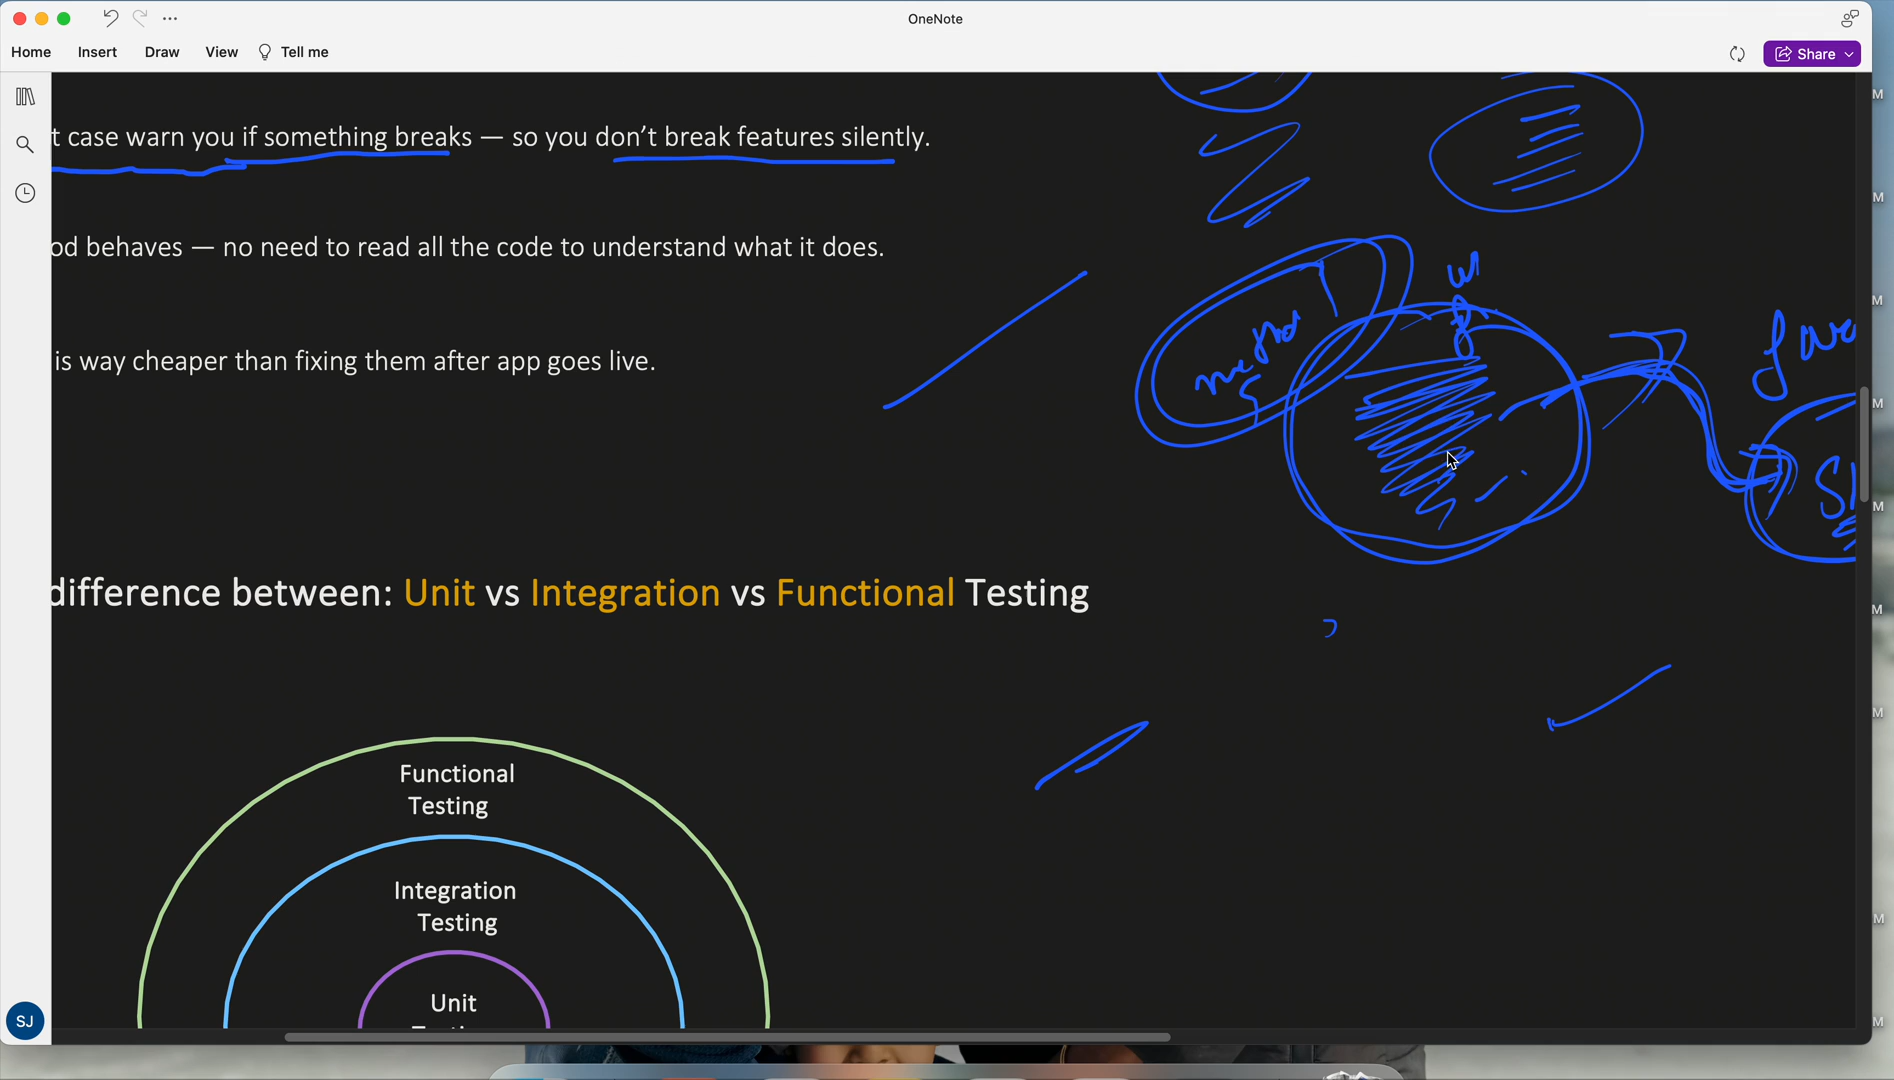 OneNote
Home Insert Draw View Tell me
Share
t case warn you if something breaks — so you don't break features silently.
od behaves — no need to read all the code to understand what it does.
method
is way cheaper than fixing them after app goes live.
difference between: Unit vs Integration vs Functional Testing
Functional
Testing
Integration
Testing
Unit
SJ
M
M
M
M
M
M
M
M
M